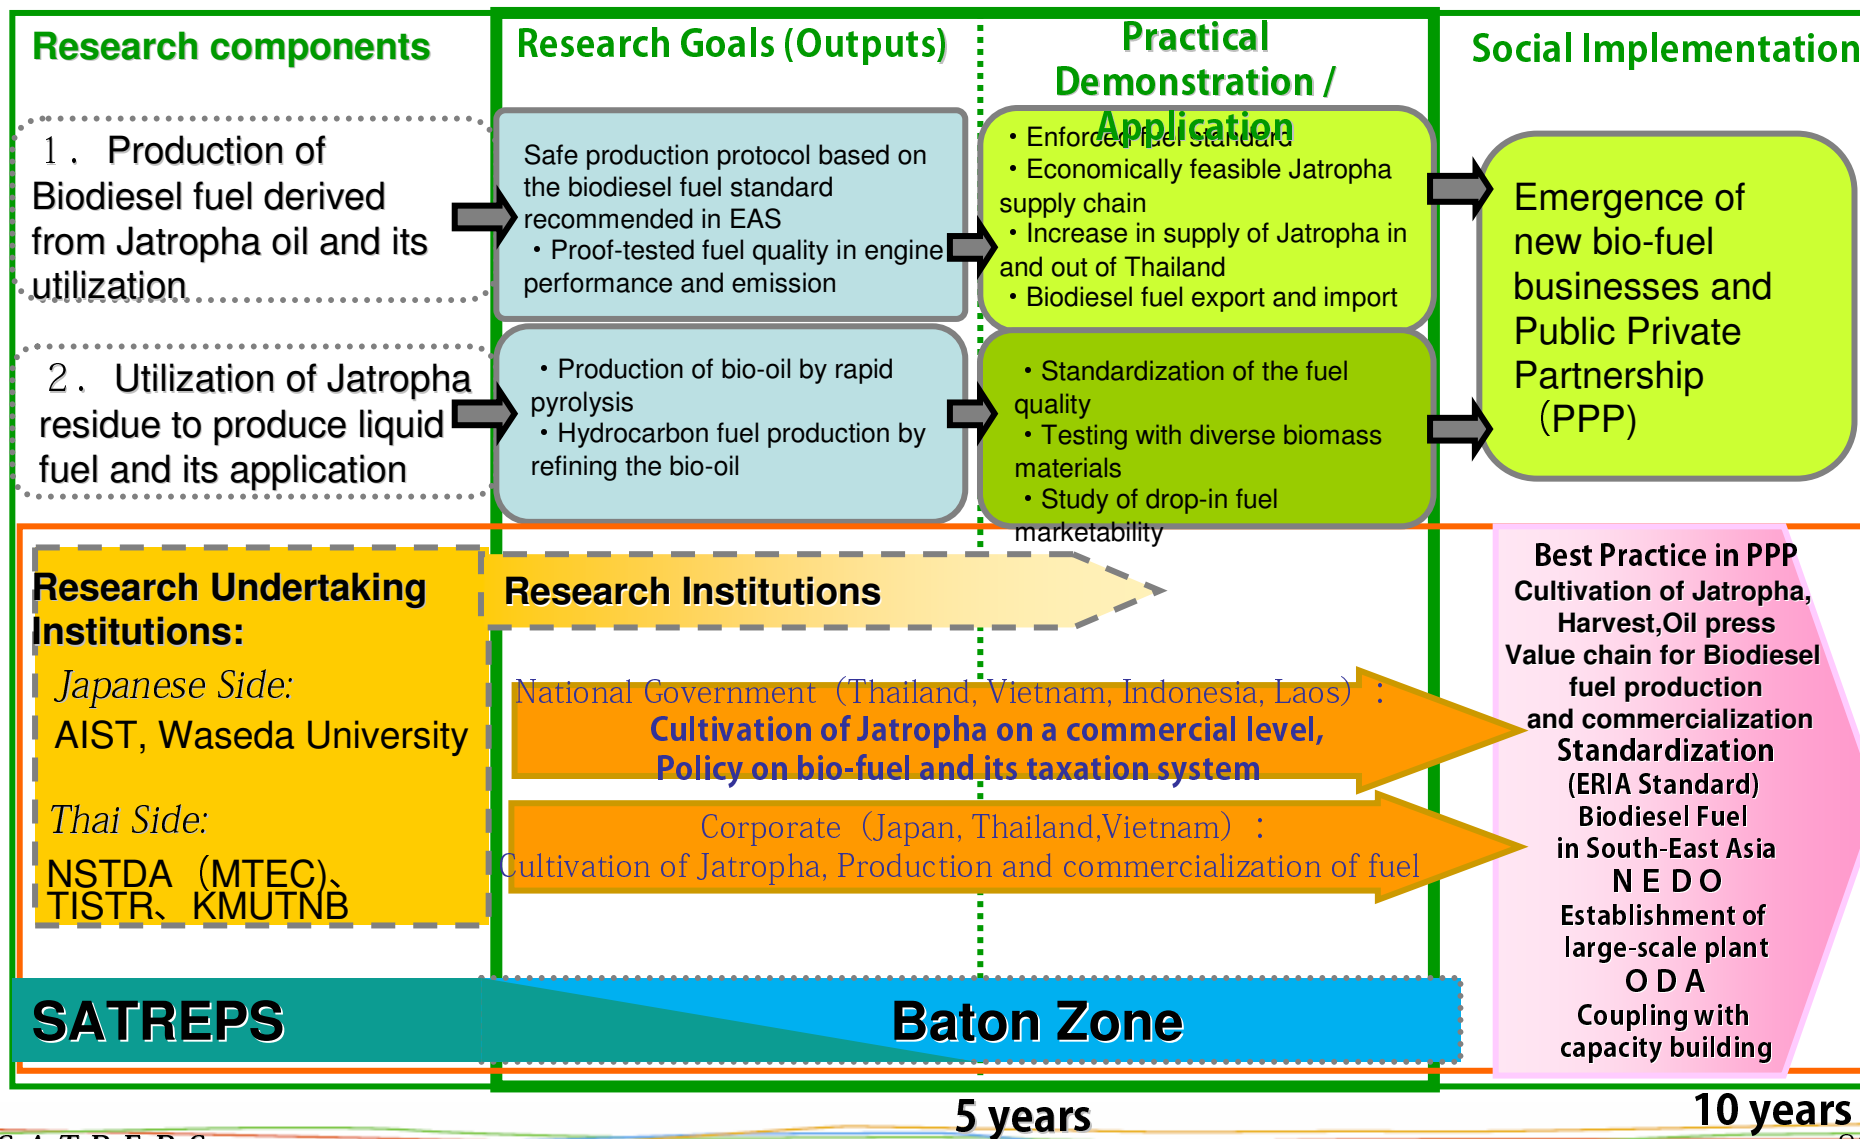 Research components
Research Goals (Outputs)
Practical
Demonstration /
Application
Social Implementation
１．Production of
Biodiesel fuel derived
from Jatropha oil and its
utilization
Safe production protocol based on
the biodiesel fuel standard
recommended in EAS
・Proof-tested fuel quality in engine
performance and emission
・Enforced fuel standard
・Economically feasible Jatropha
supply chain
・Increase in supply of Jatropha in
and out of Thailand
・Biodiesel fuel export and import
Emergence of
new bio-fuel
businesses and
Public Private
Partnership
（PPP)
２．Utilization of Jatropha
residue to produce liquid
fuel and its application
・Production of bio-oil by rapid
pyrolysis
・Hydrocarbon fuel production by
refining the bio-oil
・Standardization of the fuel
quality
・Testing with diverse biomass
materials
・Study of drop-in fuel
marketability
Research Undertaking
Institutions:
Japanese Side:
AIST, Waseda University
Thai Side:
NSTDA（MTEC)、
TISTR、KMUTNB
Research Institutions
National Government（Thailand, Vietnam, Indonesia, Laos）：
Cultivation of Jatropha on a commercial level,
Policy on bio-fuel and its taxation system
Corporate（Japan, Thailand,Vietnam）：
Cultivation of Jatropha, Production and commercialization of fuel
Best Practice in PPP
Cultivation of Jatropha,
Harvest,Oil press
Value chain for Biodiesel
fuel production
and commercialization
Standardization
(ERIA Standard)
Biodiesel Fuel
in South-East Asia
ＮＥＤＯ
Establishment of
large-scale plant
ＯＤＡ
Coupling with
capacity building
SATREPS
Baton Zone
5 years
10 years